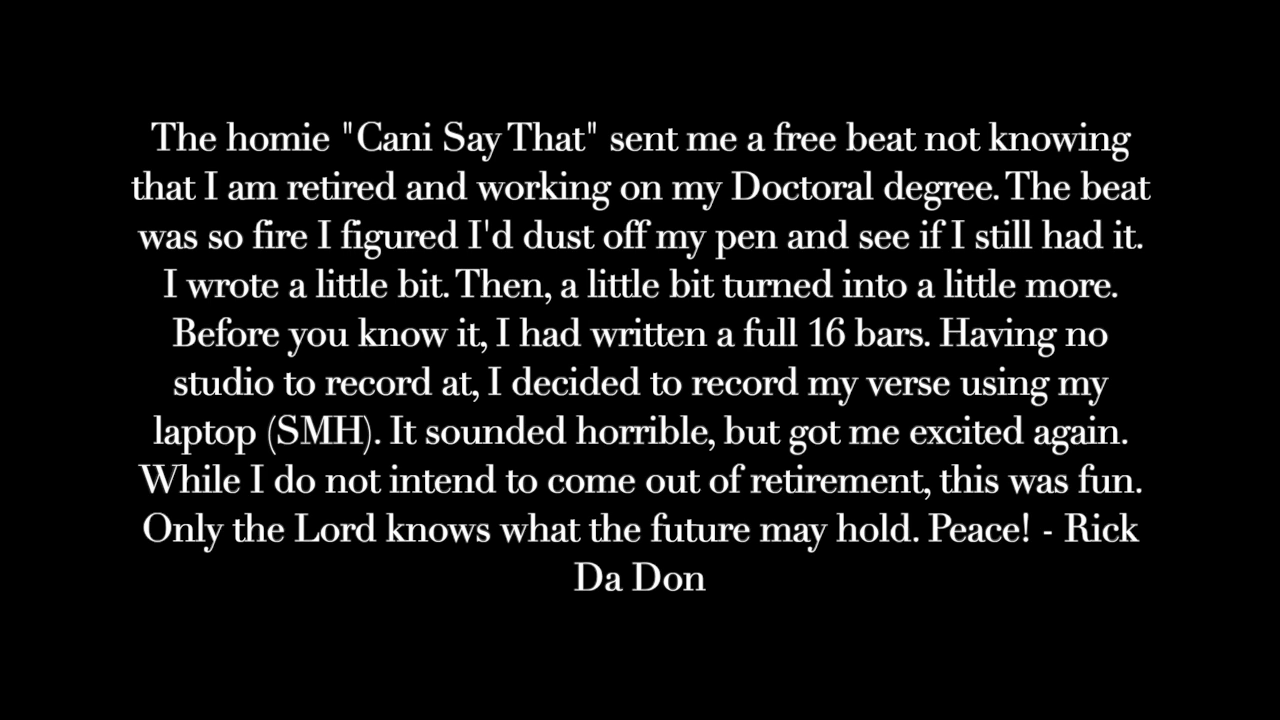 The homie "Cani Say That" sent me a free beat not knowing
that I am retired and working on my Doctoral degree. The beat
was so fire I figured I'd dust off my pen and see if I still had it.
I wrote a little bit. Then, a little bit turned into a little more.
Before you know it, I had written a full 16 bars. Having no
studio to record at, I decided to record my verse using my
laptop (SMH). It sounded horrible, but got me excited again.
While I do not intend to come out of retirement, this was fun.
Only the Lord knows what the future may hold. Peace! - Rick
Da Don